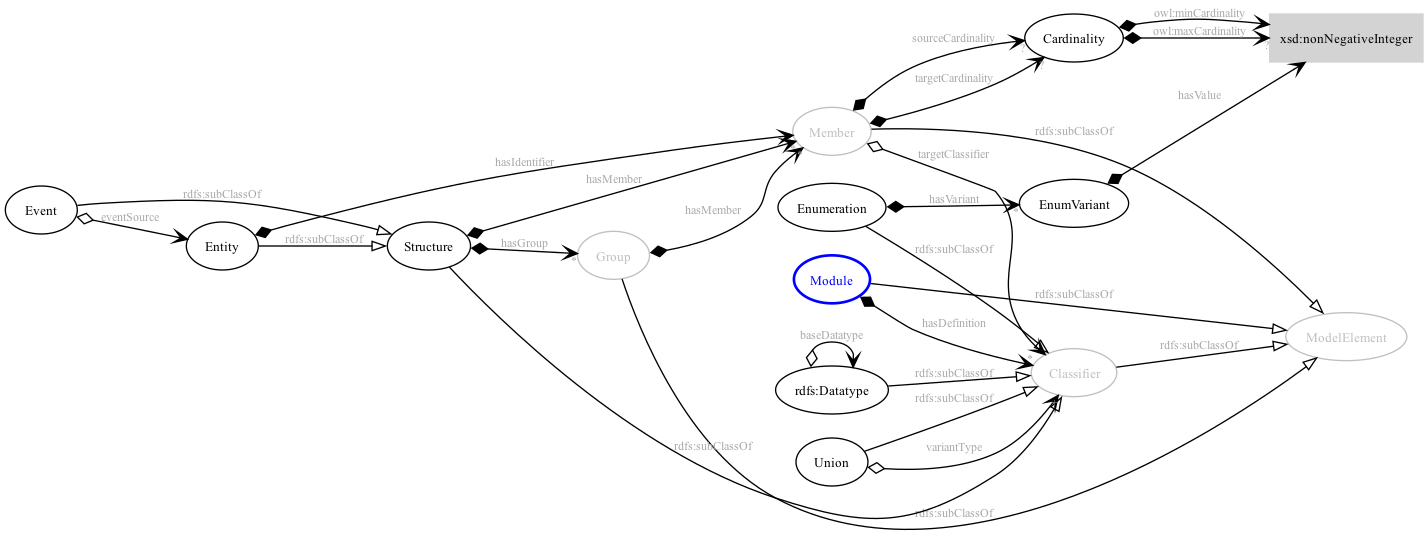 owl:minCardinality
sourceCardinality
Cardinality
owl:maxCardinality
xsd:nonNegativeInteger
targetCardinality
hasValue
Member
rdfs:subClassOf
hasIdentifier
targetClassifier
hasMember
rdfs:subClassOf
hasVariant
EnumVariant
Event
eventSource
hasMember
Enumeration
Entity
rdfs:subClassOf
Structure
hasGroup
*
Group
rdfs:subClassOf
Module
rdfs:subClassOf
hasDefinition
*
baseDatatype
ModelElement
rdfs:subClassOf
rdfs:Datatype
rdfs:subClassOf
Classifier
rdfs:subClassOf
rdfs:subClassOf
variantType
Union
rdfs:subClassOf